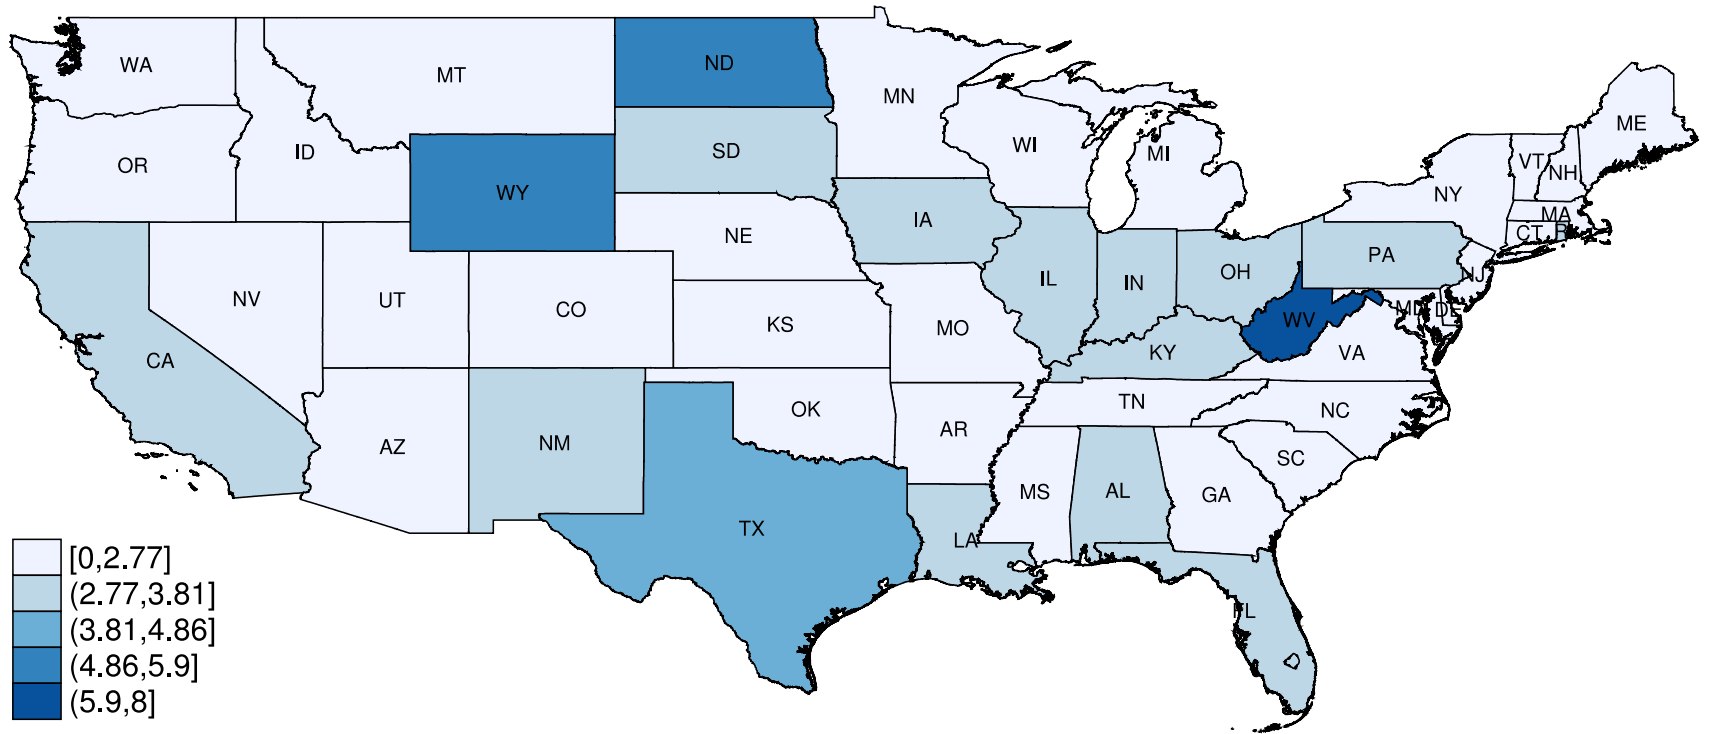 WA
MT
ND
MN
ME
OR
ID
WY
SD
WI
MI
VT
NH
NY
MA
CT
RI
IA
NE
PA
NV
UT
CO
IL
IN
OH
NJ
KS
MO
WV
MD
DE
CA
KY
VA
AZ
NM
OK
AR
TN
NC
SC
TX
LA
MS
AL
GA
FL
[0,2.77]
(2.77,3.81]
(3.81,4.86]
(4.86,5.9]
(5.9,8]